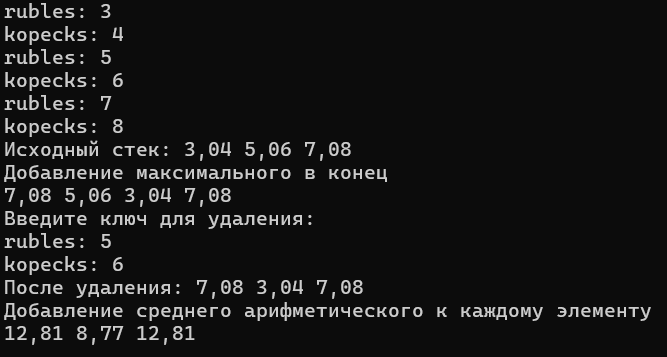 rubles: 3
kopecks: 4
rubles: 5
kopecks: 6
rubles: 7
kopecks: 8
Исходный стек: 3,04 5,06 7,08
Добавление максимального в конец
7,08 5,06 3,04 7,08
Введите ключ для удаления:
rubles: 5
kopecks: 6
После удаления: 7,08 3,04 7,08
Добавление среднего арифметического к каждому элементу
12,81 8,77 12,81